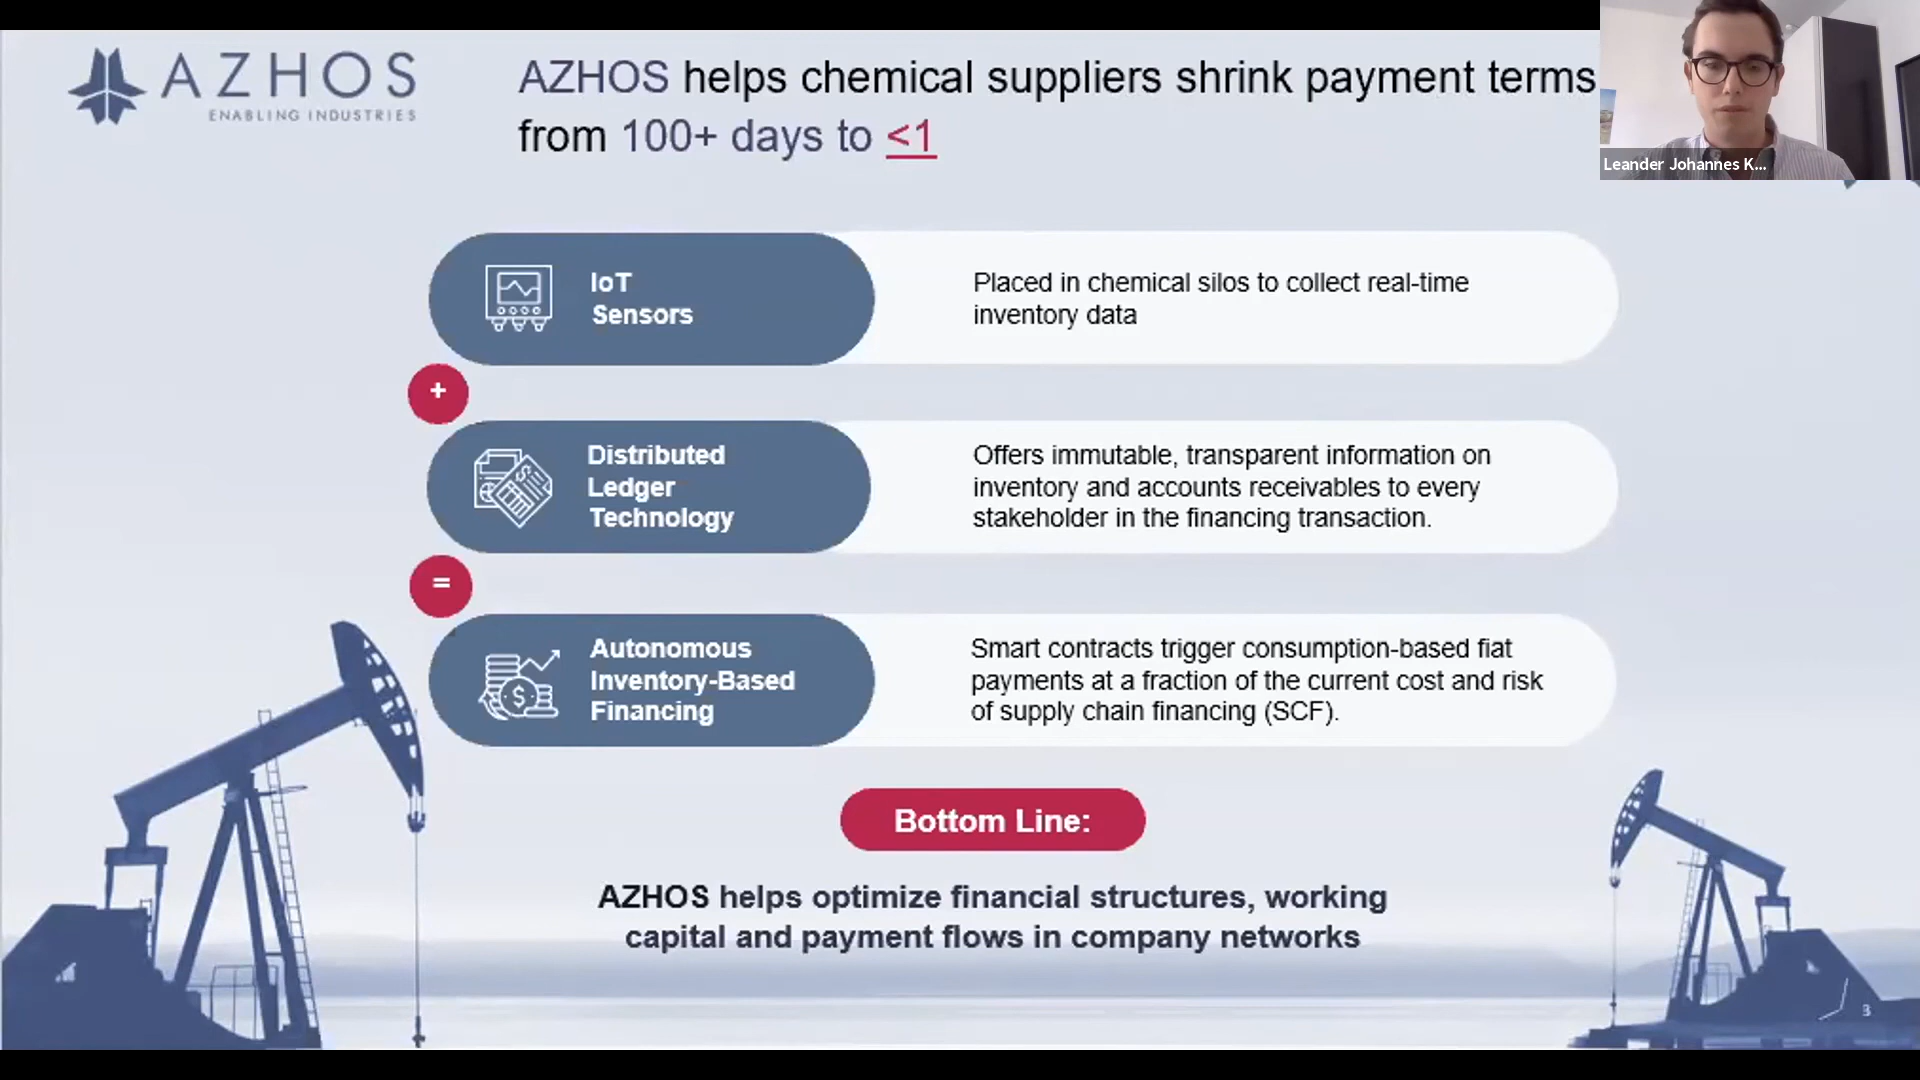 AZHOS
ENABLING INDUSTRIES
AZHOS helps chemical suppliers shrink payment terms
from 100+ days to <1
Leander Johannes K...
IoT
Sensors
Placed in chemical silos to collect real-time
inventory data
+
Distributed
Ledger
Technology
Offers immutable, transparent information on
inventory and accounts receivables to every
stakeholder in the financing transaction.
=
Autonomous
Inventory-Based
Financing
Smart contracts trigger consumption-based fiat
payments at a fraction of the current cost and risk
of supply chain financing (SCF).
Bottom Line:
AZHOS helps optimize financial structures, working
capital and payment flows in company networks
3